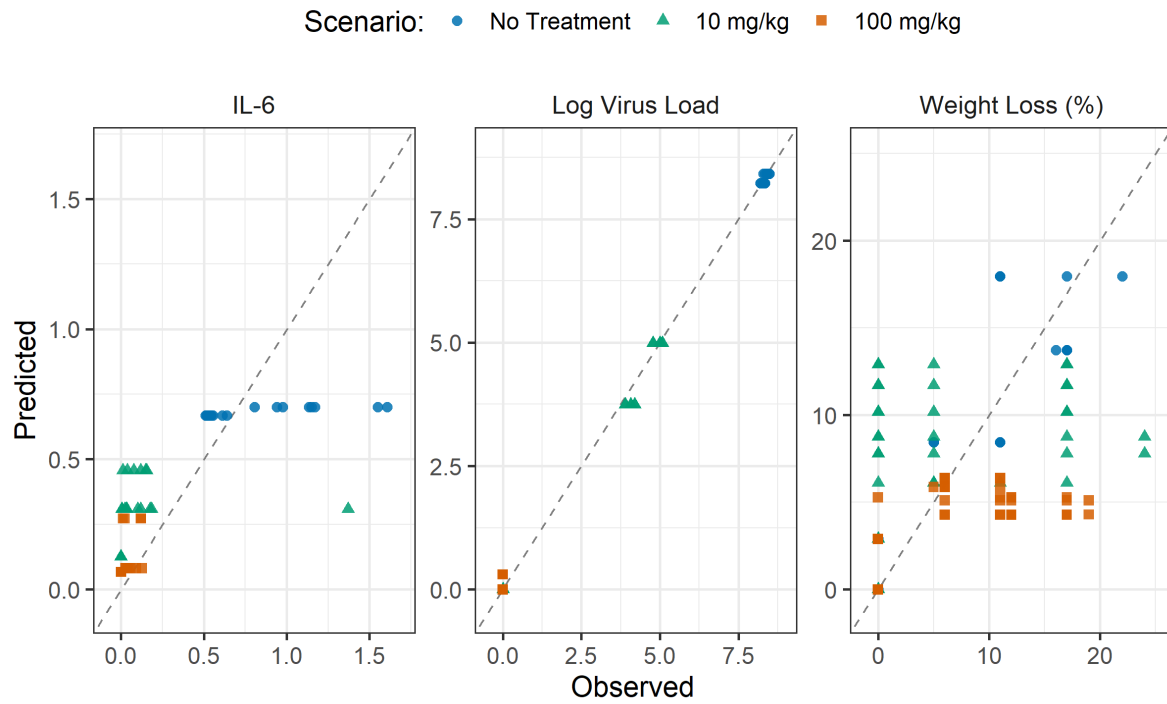 Scenario: No Treatment 10 mg/kg 100 mg/kg
IL-6 Log Virus Load Weight Loss (%)
Predicted
1.5
1.0
0.5
0.0
7.5
5.0
2.5
0.0
20
10
0
0.0 0.5 1.0 1.5
0.0 2.5 5.0 7.5
0 10 20
Observed